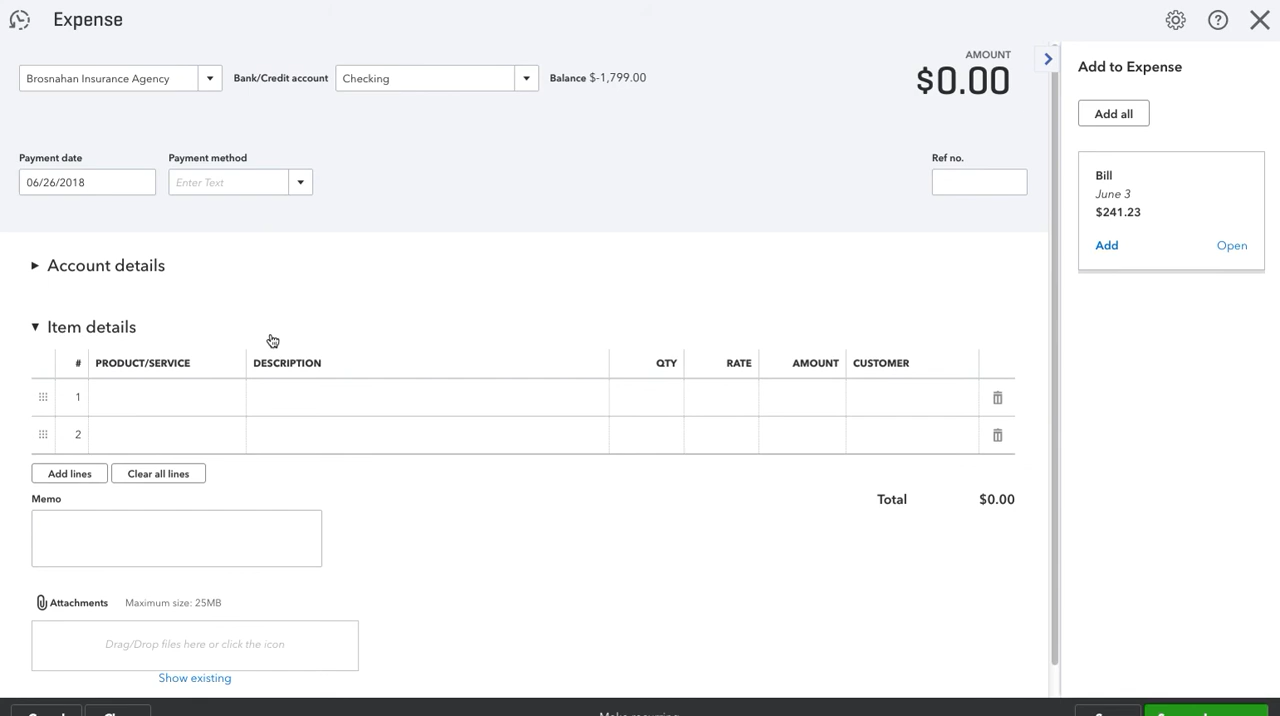 Expense
Brosnahan Insurance Agency
Bank/Credit account
Checking
Balance $-1,799.00
AMOUNT
$0.00
Payment date
06/26/2018
Payment method
Enter Text
Ref no.
Add to Expense
Add all
Bill
June 3
$241.23
Add
Open
Account details
Item details
# PRODUCT/SERVICE DESCRIPTION QTY RATE AMOUNT CUSTOMER
1
2
Add lines
Clear all lines
Memo
Total $0.00
Attachments Maximum size: 25MB
Drag/Drop files here or click the icon
Show existing
Make recurring